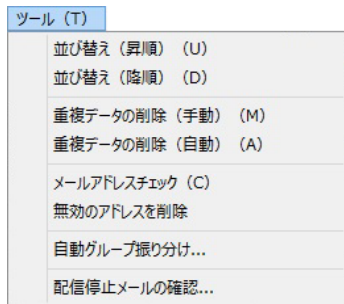 ツール（T）
並び替え（昇順）（U）
並び替え（降順）（D）
重複データの削除（手動）（M）
重複データの削除（自動）（A）
メールアドレスチェック（C）
無効のアドレスを削除
自動グループ振り分け...
配信停止メールの確認...